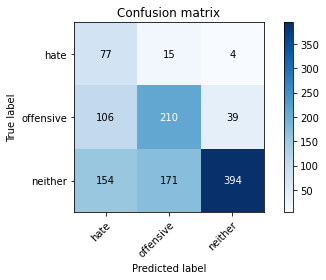 Confusion matrix
hate 77 15 4
offensive 106 210 39
neither 154 171 394
hate offensive neither
True label
Predicted label
350
300
250
200
150
100
50